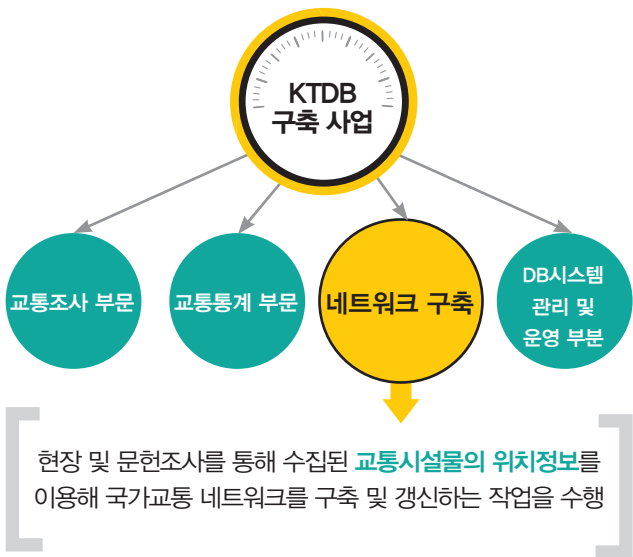 KTDB
구축 사업
교통조사 부문
교통통계 부문
네트워크 구축
DB시스템
관리 및
운영 부분
현장 및 문헌조사를 통해 수집된 교통시설물의 위치정보를
이용해 국가교통 네트워크를 구축 및 갱신하는 작업을 수행